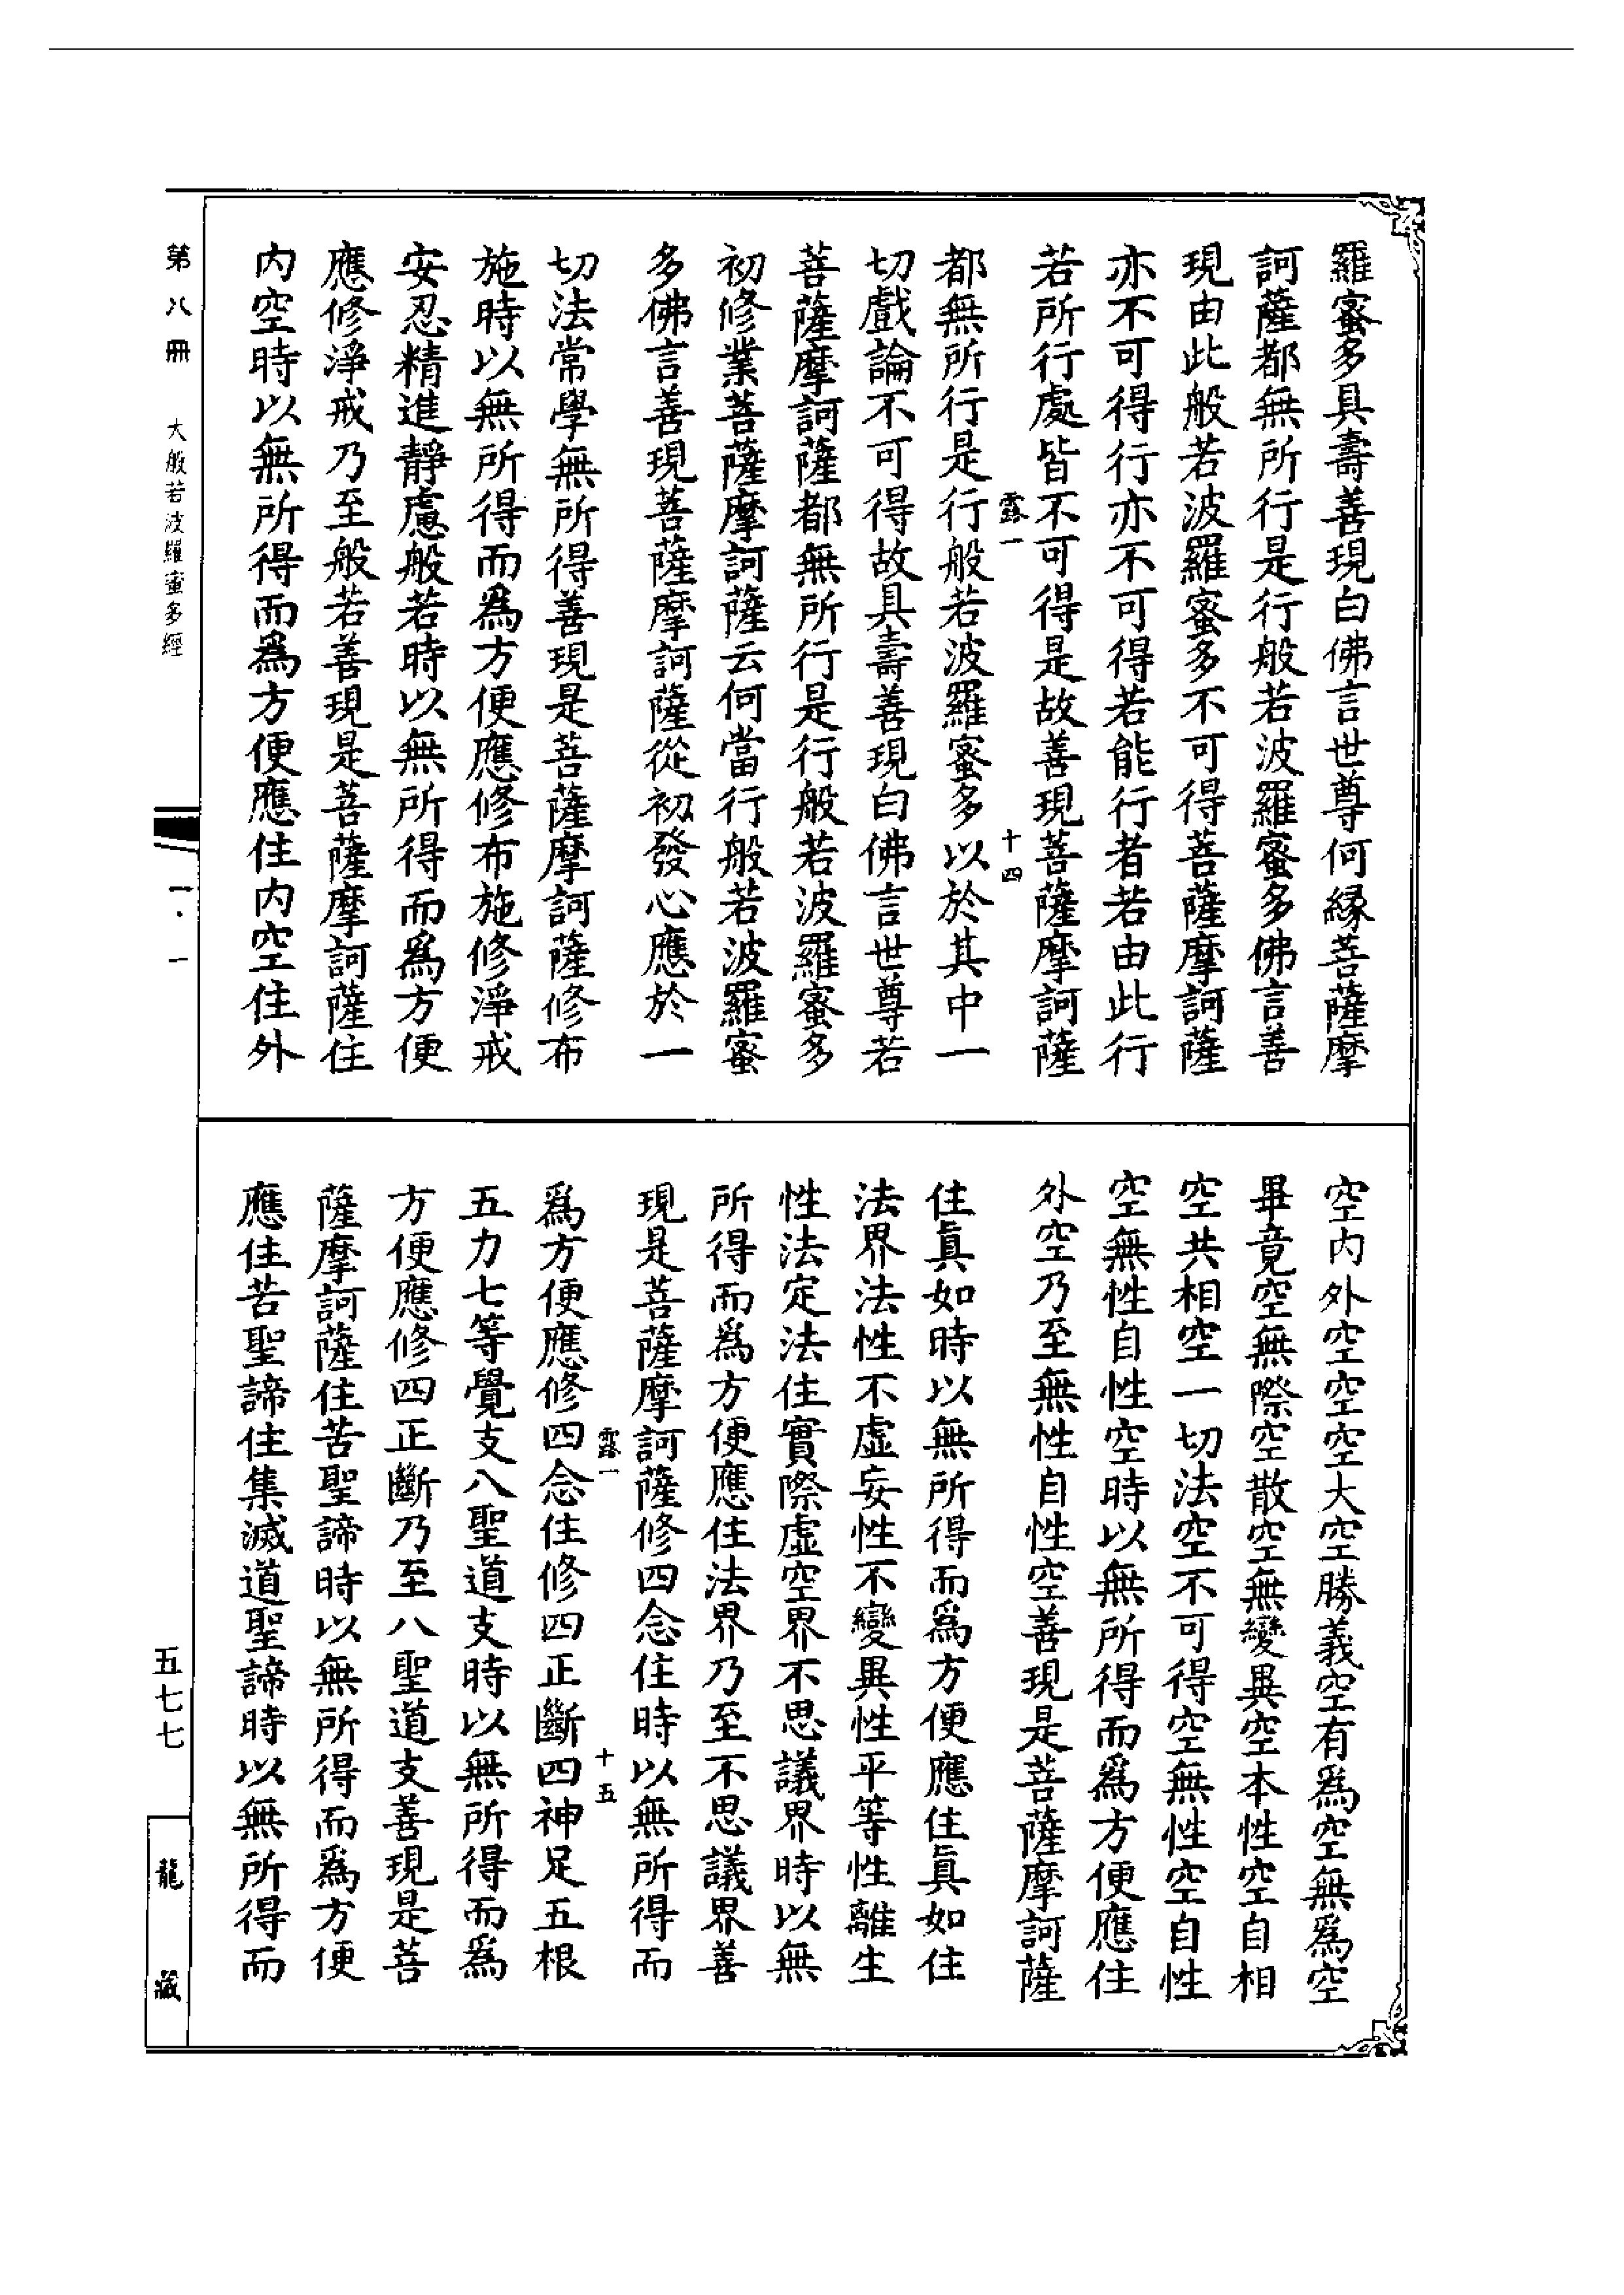 羅蜜多具壽善現白佛言世尊何緣菩薩摩
訶薩都無所行是行般若波羅蜜多佛言善
現由此般若波羅蜜多不可得菩薩摩訶薩
亦不可得行亦不可得若能行者若由此行
若所行處皆不可得是故善現菩薩摩訶薩
露一
十四
都無所行是行般若波羅蜜多以於其中一
切戲論不可得故具壽善現白佛言世尊若
菩薩摩訶薩都無所行是行般若波羅蜜多
初修業菩薩摩訶薩云何當行般若波羅蜜
多佛言善現菩薩摩訶薩從初發心應於一
切法常學無所得善現是菩薩摩訶薩修布
施時以無所得而爲方便應修布施修淨戒
安忍精進靜慮般若時以無所得而爲方便
應修淨戒乃至般若善現是菩薩摩訶薩住
內空時以無所得而爲方便應住內空住外
空內外空空空大空勝義空有爲空無爲空
畢竟空無際空散空無變異空本性空自相
空共相空一切法空不可得空無性空自性
空無性自性空時以無所得而爲方便應住
外空乃至無性自性空善現是菩薩摩訶薩
住真如時以無所得而爲方便應住真如住
法界法性不虛妄性不變異性平等性離生
性法定法住實際虛空界不思議界時以無
所得而爲方便應住法界乃至不思議界善
現是菩薩摩訶薩修四念住時以無所得而
露一
十五
爲方便應修四念住修四正斷四神足五根
五力七等覺支八聖道支時以無所得而爲
方便應修四正斷乃至八聖道支善現是菩
薩摩訶薩住苦聖諦時以無所得而爲方便
應住苦聖諦住集滅道聖諦時以無所得而
第八冊 大般若波羅蜜多經
一·一
五七七
龍藏